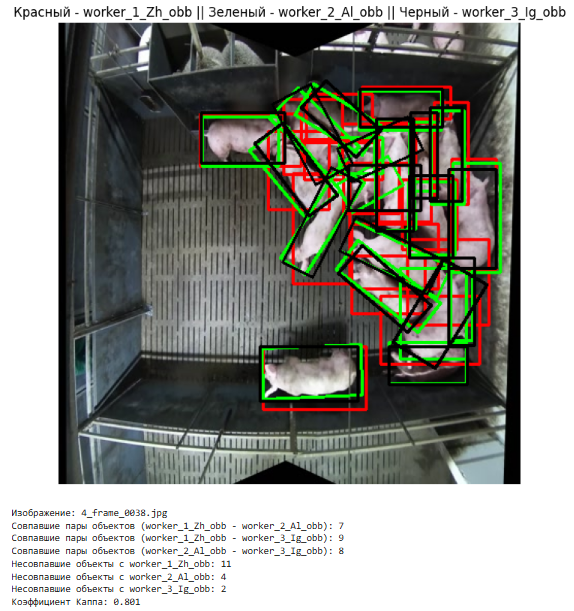 Красный - worker_1_Zh_obb || Зеленый - worker_2_Al_obb || Черный - worker_3_Ig_obb
Изображение: 4_frame_0038.jpg
Совпавшие пары объектов (worker_1_Zh_obb - worker_2_Al_obb): 7
Совпавшие пары объектов (worker_1_Zh_obb - worker_3_Ig_obb): 9
Совпавшие пары объектов (worker_2_Al_obb - worker_3_Ig_obb): 8
Несовпавшие объекты с worker_1_Zh_obb: 11
Несовпавшие объекты с worker_2_Al_obb: 4
Несовпавшие объекты с worker_3_Ig_obb: 2
Коэффициент Каппа: 0.801